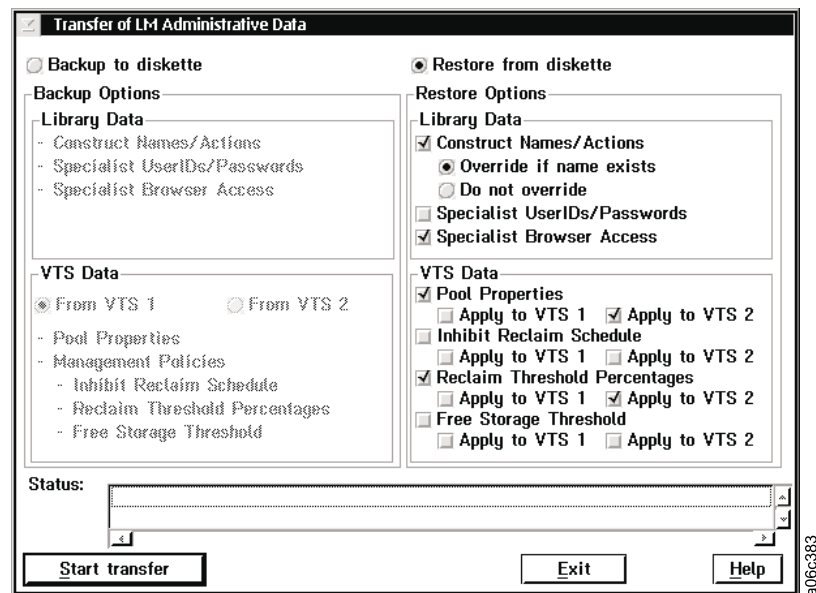 Transfer of LM Administrative Data
Backup to diskette
Backup Options
Library Data
- Construct Names/Actions
- Specialist UserIDs/Passwords
- Specialist Browser Access
VTS Data
From VTS 1 From VTS 2
- Pool Properties
- Management Policies
- Inhibit Reclaim Schedule
- Reclaim Threshold Percentages
- Free Storage Threshold
Restore from diskette
Restore Options
Library Data
Construct Names/Actions
Override if name exists
Do not override
Specialist UserIDs/Passwords
Specialist Browser Access
VTS Data
Pool Properties
Apply to VTS 1 Apply to VTS 2
Inhibit Reclaim Schedule
Apply to VTS 1 Apply to VTS 2
Reclaim Threshold Percentages
Apply to VTS 1 Apply to VTS 2
Free Storage Threshold
Apply to VTS 1 Apply to VTS 2
Status:
Start transfer Exit Help
a06c383